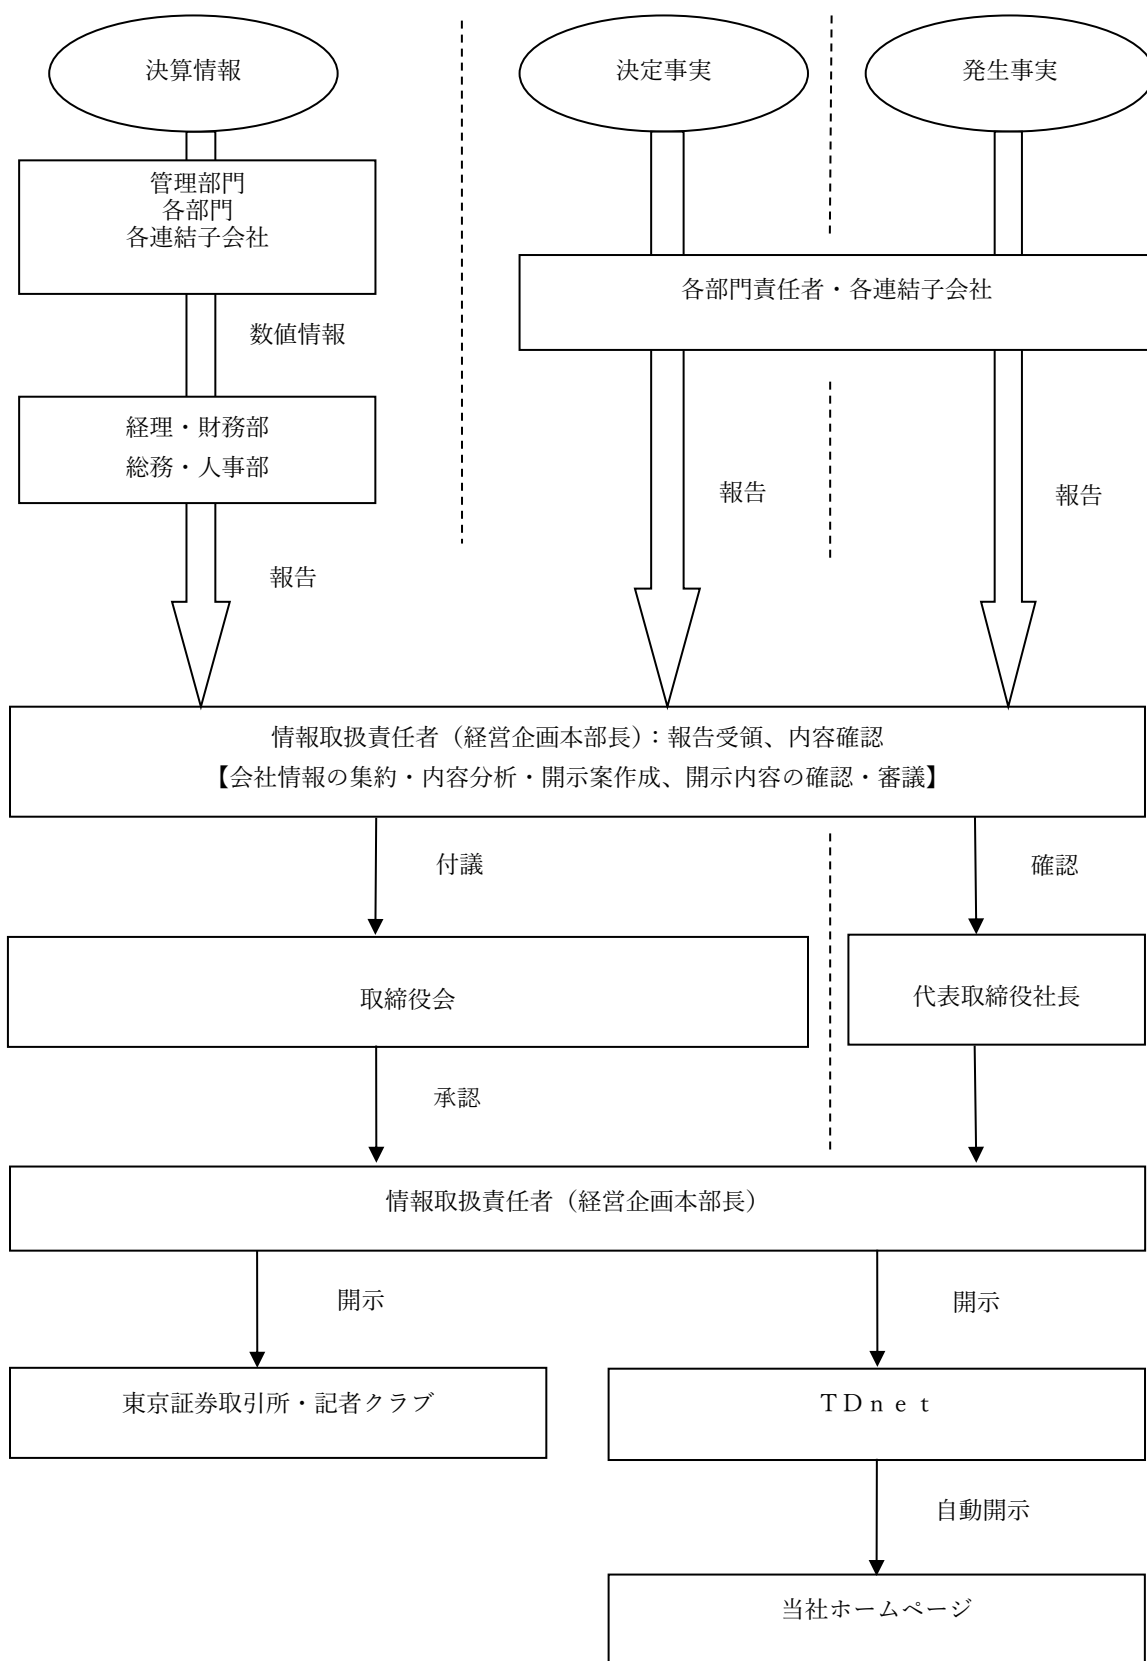 決算情報
決定事実
発生事実
管理部門
各部門
各連結子会社
各部門責任者・各連結子会社
数値情報
経理・財務部
総務・人事部
報告
報告
報告
情報取扱責任者（経営企画本部長）：報告受領、内容確認
【会社情報の集約・内容分析・開示案作成、開示内容の確認・審議】
付議
確認
取締役会
代表取締役社長
承認
情報取扱責任者（経営企画本部長）
開示
開示
東京証券取引所・記者クラブ
ＴＤｎｅｔ
自動開示
当社ホームページ